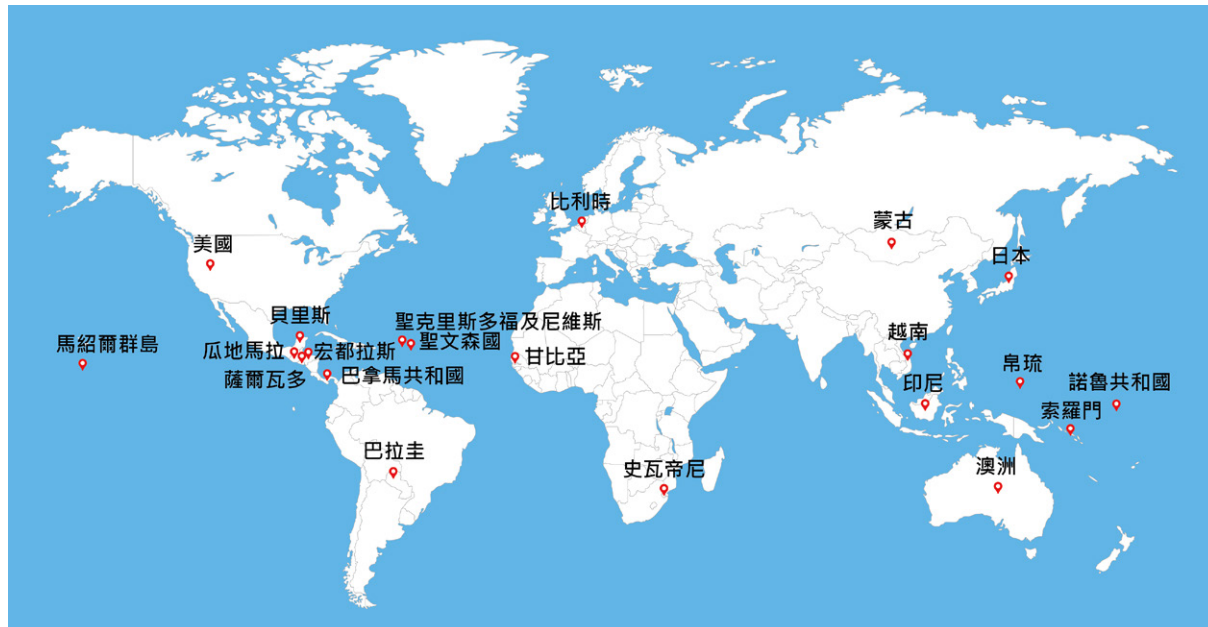 比利時
蒙古
美國
日本
貝里斯
聖克里斯多福及尼維斯
越南
馬紹爾群島
瓜地馬拉
宏都拉斯
聖文森國
甘比亞
帛琉
薩爾瓦多
巴拿馬共和國
印尼
諾魯共和國
索羅門
巴拉圭
史瓦帝尼
澳洲